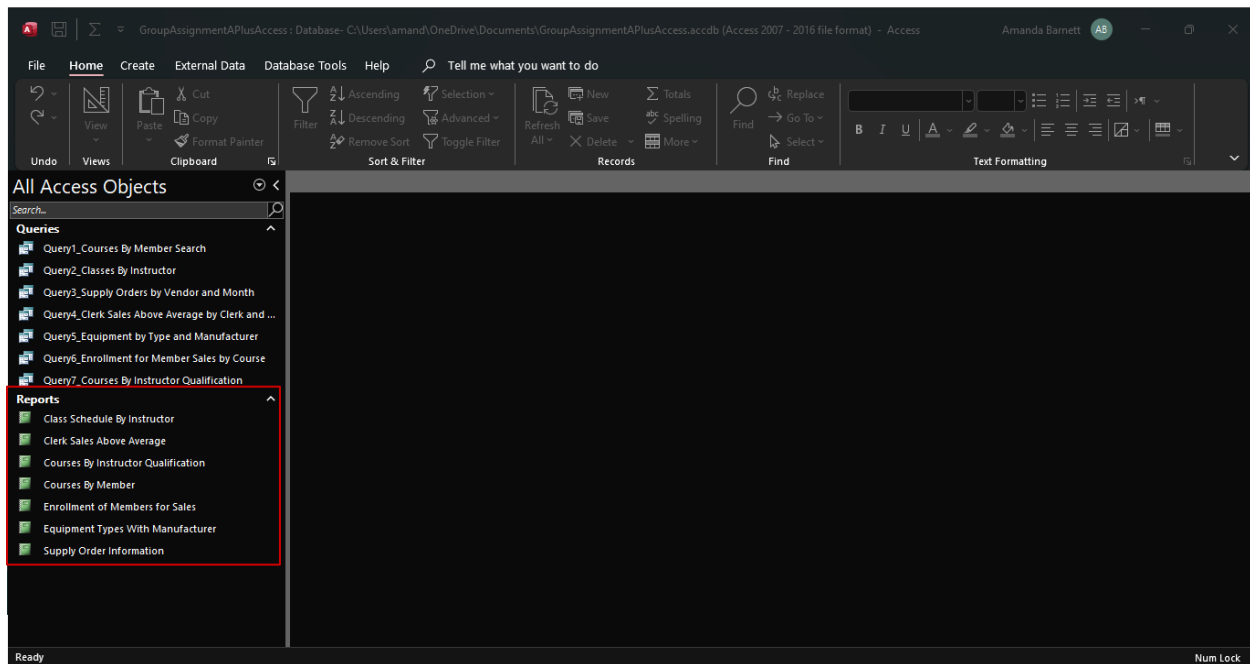 GroupAssignmentAPlusAccess : Database- C:\Users\amand\OneDrive\Documents\GroupAssignmentAPlusAccess.accdb (Access 2007 - 2016 file format) - Access Amanda Barnett AB
File Home Create External Data Database Tools Help Tell me what you want to do
View
Paste
Cut
Copy
Format Painter
Filter
Ascending
Descending
Remove Sort
Selection
Advanced
Toggle Filter
Refresh
All
New
Save
Delete
Totals
Spelling
More
Find
Replace
Go To
Select
B I U A
Undo Views Clipboard Sort & Filter Records Find Text Formatting
All Access Objects
Search...
Queries
Query1_Courses By Member Search
Query2_Classes By Instructor
Query3_Supply Orders by Vendor and Month
Query4_Clerk Sales Above Average by Clerk and ...
Query5_Equipment by Type and Manufacturer
Query6_Enrollment for Member Sales by Course
Query7_Courses By Instructor Qualification
Reports
Class Schedule By Instructor
Clerk Sales Above Average
Courses By Instructor Qualification
Courses By Member
Enrollment of Members for Sales
Equipment Types With Manufacturer
Supply Order Information
Ready Num Lock